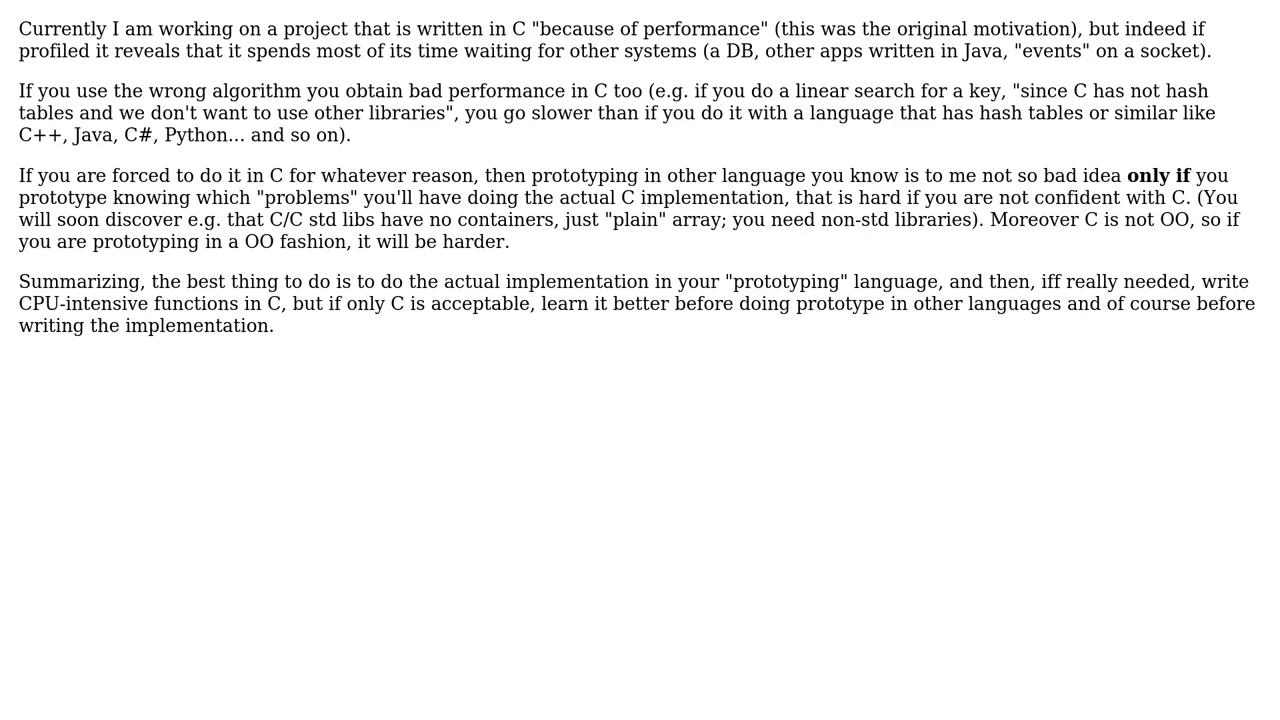 Currently I am working on a project that is written in C "because of performance" (this was the original motivation), but indeed if
profiled it reveals that it spends most of its time waiting for other systems (a DB, other apps written in Java, "events" on a socket).
If you use the wrong algorithm you obtain bad performance in C too (e.g. if you do a linear search for a key, "since C has not hash
tables and we don't want to use other libraries", you go slower than if you do it with a language that has hash tables or similar like
C++, Java, C#, Python... and so on).
If you are forced to do it in C for whatever reason, then prototyping in other language you know is to me not so bad idea only if you
prototype knowing which "problems" you'll have doing the actual C implementation, that is hard if you are not confident with C. (You
will soon discover e.g. that C/C std libs have no containers, just "plain" array; you need non-std libraries). Moreover C is not OO, so if
you are prototyping in a OO fashion, it will be harder.
Summarizing, the best thing to do is to do the actual implementation in your "prototyping" language, and then, iff really needed, write
CPU-intensive functions in C, but if only C is acceptable, learn it better before doing prototype in other languages and of course before
writing the implementation.